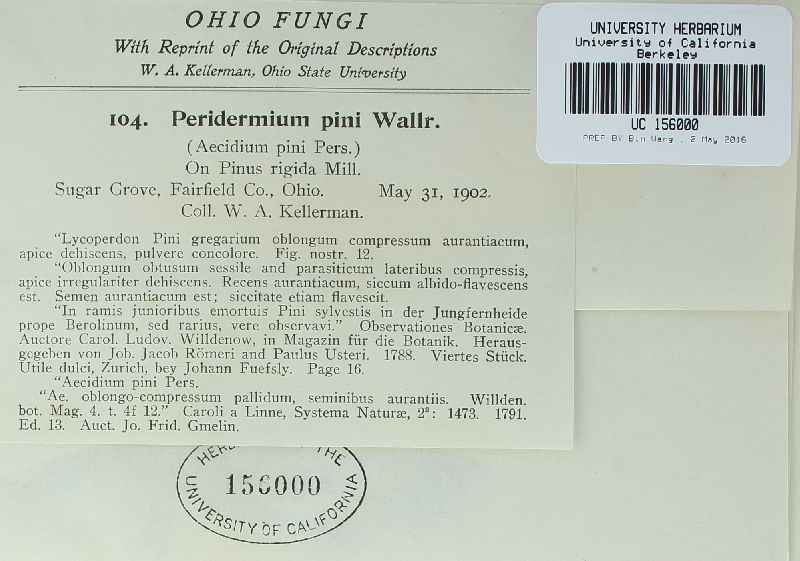 OHIO FUNGI
With Reprint of the Original Descriptions
W. A. Kellerman, Ohio State University
104. Peridermium pini Wallr.
(Aecidium pini Pers.)
On Pinus rigida Mill.
Sugar Grove, Fairfield Co., Ohio. May 31, 1902.
Coll. W. A. Kellerman.
"Lycoperdon Pini gregarium oblongum compressum aurantiacum,
apice dehiscens, pulvere concolore. Fig. nostr. 12.
"Oblongum obtusum sessile and parasiticum lateribus compressis,
apice irregulariter dehiscens. Recens aurantiacum, siccum albido-flavescens
est. Semen aurantiacum est; siccitate etiam flavescit.
"In ramis junioribus emortuis Pini sylvestis in der Jungfernheide
prope Berolinum, sed rarius, vere observavi." Observationes Botanicæ.
Auctore Carol. Ludov. Willdenow, in Magazin für die Botanik. Heraus-
gegeben von Joh. Jacob Römeri and Paulus Usteri. 1788. Viertes Stück.
Utile dulci, Zurich, bey Johann Fuefsly. Page 16.
"Aecidium pini Pers.
"Ae. oblongo-compressum pallidum, seminibus aurantiis. Willden.
bot. Mag. 4. t. 4f 12." Caroli a Linne, Systema Naturæ, 2²: 1473. 1791.
Ed. 13. Auct. Jo. Frid. Gmelin.
UNIVERSITY HERBARIUM
University of California
Berkeley
UC 156000
PREP BY Bin Wang , 2 May 2016
THE
156000
UNIVERSITY OF CALIFORNIA